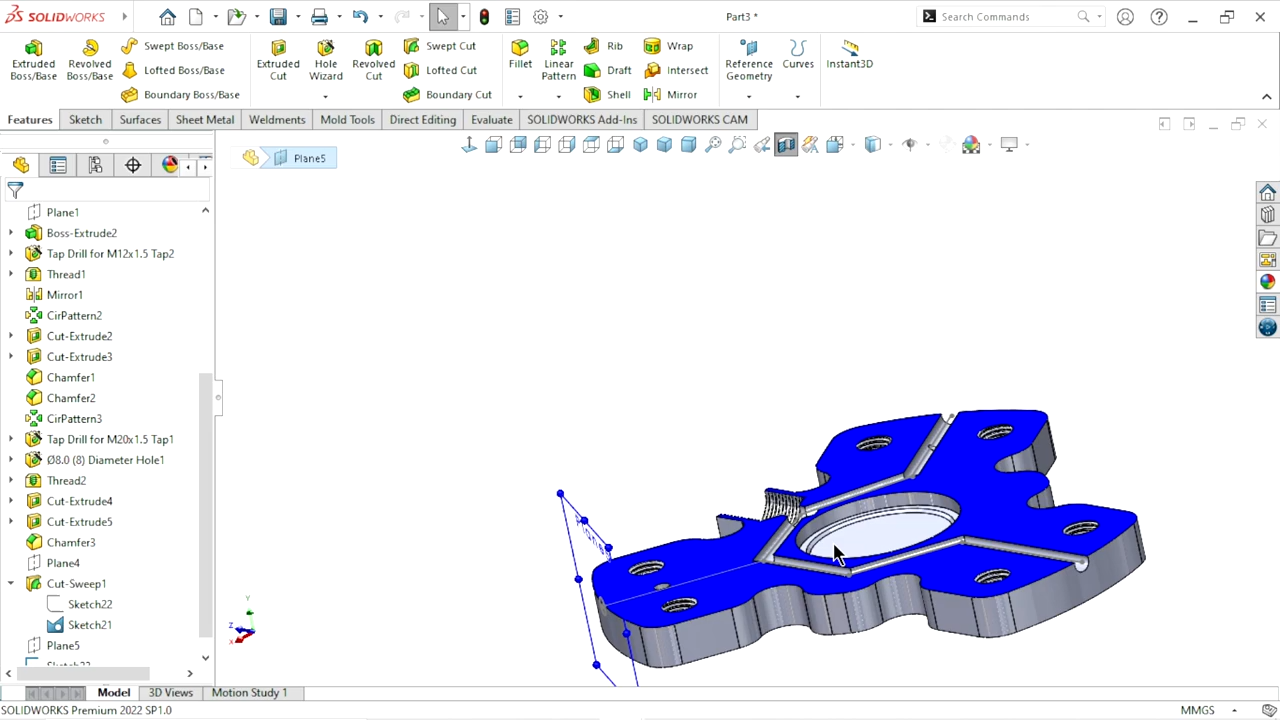 SOLIDWORKS
Part3 *
Search Commands
Extruded Boss/Base
Revolved Boss/Base
Swept Boss/Base
Lofted Boss/Base
Boundary Boss/Base
Extruded Cut
Hole Wizard
Revolved Cut
Swept Cut
Lofted Cut
Boundary Cut
Fillet
Linear Pattern
Rib
Draft
Shell
Wrap
Intersect
Mirror
Reference Geometry
Curves
Instant3D
Features
Sketch
Surfaces
Sheet Metal
Weldments
Mold Tools
Direct Editing
Evaluate
SOLIDWORKS Add-Ins
SOLIDWORKS CAM
Plane5
Plane1
Boss-Extrude2
Tap Drill for M12x1.5 Tap2
Thread1
Mirror1
CirPattern2
Cut-Extrude2
Cut-Extrude3
Chamfer1
Chamfer2
CirPattern3
Tap Drill for M20x1.5 Tap1
Ø8.0 (8) Diameter Hole1
Thread2
Cut-Extrude4
Cut-Extrude5
Chamfer3
Plane4
Cut-Sweep1
Sketch22
Sketch21
Plane5
y
z
x
Model
3D Views
Motion Study 1
SOLIDWORKS Premium 2022 SP1.0
MMGS